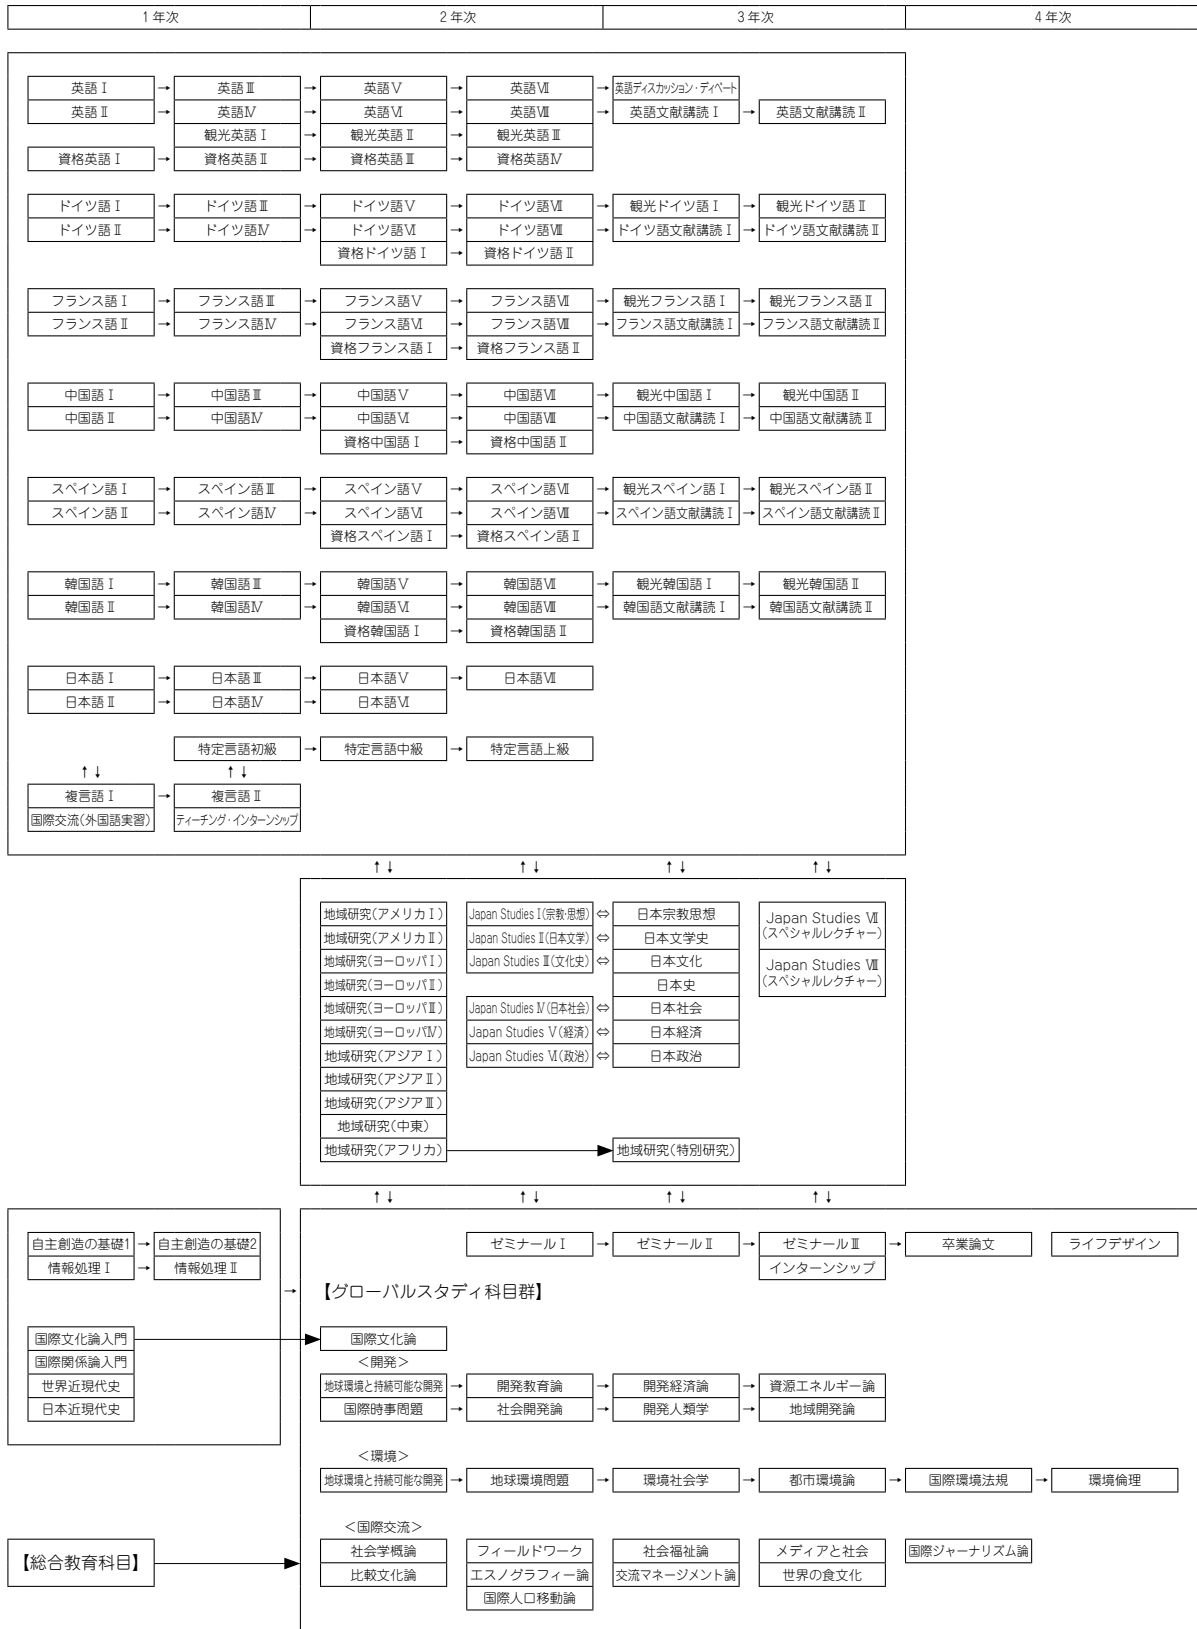 1年次 2年次 3年次 4年次
英語Ⅰ → 英語Ⅲ → 英語Ⅴ → 英語Ⅶ → 英語ディスカッション・ディベート
英語Ⅱ → 英語Ⅳ → 英語Ⅵ → 英語Ⅷ → 英語文献講読Ⅰ → 英語文献講読Ⅱ
観光英語Ⅰ → 観光英語Ⅱ → 観光英語Ⅲ
資格英語Ⅰ → 資格英語Ⅱ → 資格英語Ⅲ → 資格英語Ⅳ
ドイツ語Ⅰ → ドイツ語Ⅲ → ドイツ語Ⅴ → ドイツ語Ⅶ → 観光ドイツ語Ⅰ → 観光ドイツ語Ⅱ
ドイツ語Ⅱ → ドイツ語Ⅳ → ドイツ語Ⅵ → ドイツ語Ⅷ → ドイツ語文献講読Ⅰ → ドイツ語文献講読Ⅱ
資格ドイツ語Ⅰ → 資格ドイツ語Ⅱ
フランス語Ⅰ → フランス語Ⅲ → フランス語Ⅴ → フランス語Ⅶ → 観光フランス語Ⅰ → 観光フランス語Ⅱ
フランス語Ⅱ → フランス語Ⅳ → フランス語Ⅵ → フランス語Ⅷ → フランス語文献講読Ⅰ → フランス語文献講読Ⅱ
資格フランス語Ⅰ → 資格フランス語Ⅱ
中国語Ⅰ → 中国語Ⅲ → 中国語Ⅴ → 中国語Ⅶ → 観光中国語Ⅰ → 観光中国語Ⅱ
中国語Ⅱ → 中国語Ⅳ → 中国語Ⅵ → 中国語Ⅷ → 中国語文献講読Ⅰ → 中国語文献講読Ⅱ
資格中国語Ⅰ → 資格中国語Ⅱ
スペイン語Ⅰ → スペイン語Ⅲ → スペイン語Ⅴ → スペイン語Ⅶ → 観光スペイン語Ⅰ → 観光スペイン語Ⅱ
スペイン語Ⅱ → スペイン語Ⅳ → スペイン語Ⅵ → スペイン語Ⅷ → スペイン語文献講読Ⅰ → スペイン語文献講読Ⅱ
資格スペイン語Ⅰ → 資格スペイン語Ⅱ
韓国語Ⅰ → 韓国語Ⅲ → 韓国語Ⅴ → 韓国語Ⅶ → 観光韓国語Ⅰ → 観光韓国語Ⅱ
韓国語Ⅱ → 韓国語Ⅳ → 韓国語Ⅵ → 韓国語Ⅷ → 韓国語文献講読Ⅰ → 韓国語文献講読Ⅱ
資格韓国語Ⅰ → 資格韓国語Ⅱ
日本語Ⅰ → 日本語Ⅲ → 日本語Ⅴ → 日本語Ⅶ
日本語Ⅱ → 日本語Ⅳ → 日本語Ⅵ
特定言語初級 → 特定言語中級 → 特定言語上級
↑↓ ↑↓
複言語Ⅰ → 複言語Ⅱ
国際交流(外国語実習) ティーチング・インターンシップ
↑↓ ↑↓ ↑↓ ↑↓
地域研究(アメリカⅠ) Japan Studies Ⅰ(宗教・思想) ⇔ 日本宗教思想 Japan Studies Ⅶ
(スペシャルレクチャー)
地域研究(アメリカⅡ) Japan Studies Ⅱ(日本文学) ⇔ 日本文学史
地域研究(ヨーロッパⅠ) Japan Studies Ⅲ(文化史) ⇔ 日本文化 Japan Studies Ⅷ
(スペシャルレクチャー)
地域研究(ヨーロッパⅡ) 日本史
地域研究(ヨーロッパⅢ) Japan Studies Ⅳ(日本社会) ⇔ 日本社会
地域研究(ヨーロッパⅣ) Japan Studies Ⅴ(経済) ⇔ 日本経済
地域研究(アジアⅠ) Japan Studies Ⅵ(政治) ⇔ 日本政治
地域研究(アジアⅡ)
地域研究(アジアⅢ)
地域研究(中東)
地域研究(アフリカ) 地域研究(特別研究)
↑↓ ↑↓ ↑↓ ↑↓
自主創造の基礎1 → 自主創造の基礎2 ゼミナールⅠ → ゼミナールⅡ → ゼミナールⅢ → 卒業論文 ライフデザイン
情報処理Ⅰ → 情報処理Ⅱ インターンシップ
→ 【グローバルスタディ科目群】
国際文化論入門 国際文化論
国際関係論入門 <開発>
世界近現代史 地球環境と持続可能な開発 → 開発教育論 → 開発経済論 → 資源エネルギー論
日本近現代史 国際時事問題 → 社会開発論 → 開発人類学 → 地域開発論
<環境>
地球環境と持続可能な開発 → 地球環境問題 → 環境社会学 → 都市環境論 → 国際環境法規 → 環境倫理
<国際交流>
【総合教育科目】 社会学概論 フィールドワーク 社会福祉論 メディアと社会 国際ジャーナリズム論
比較文化論 エスノグラフィー論 交流マネージメント論 世界の食文化
国際人口移動論